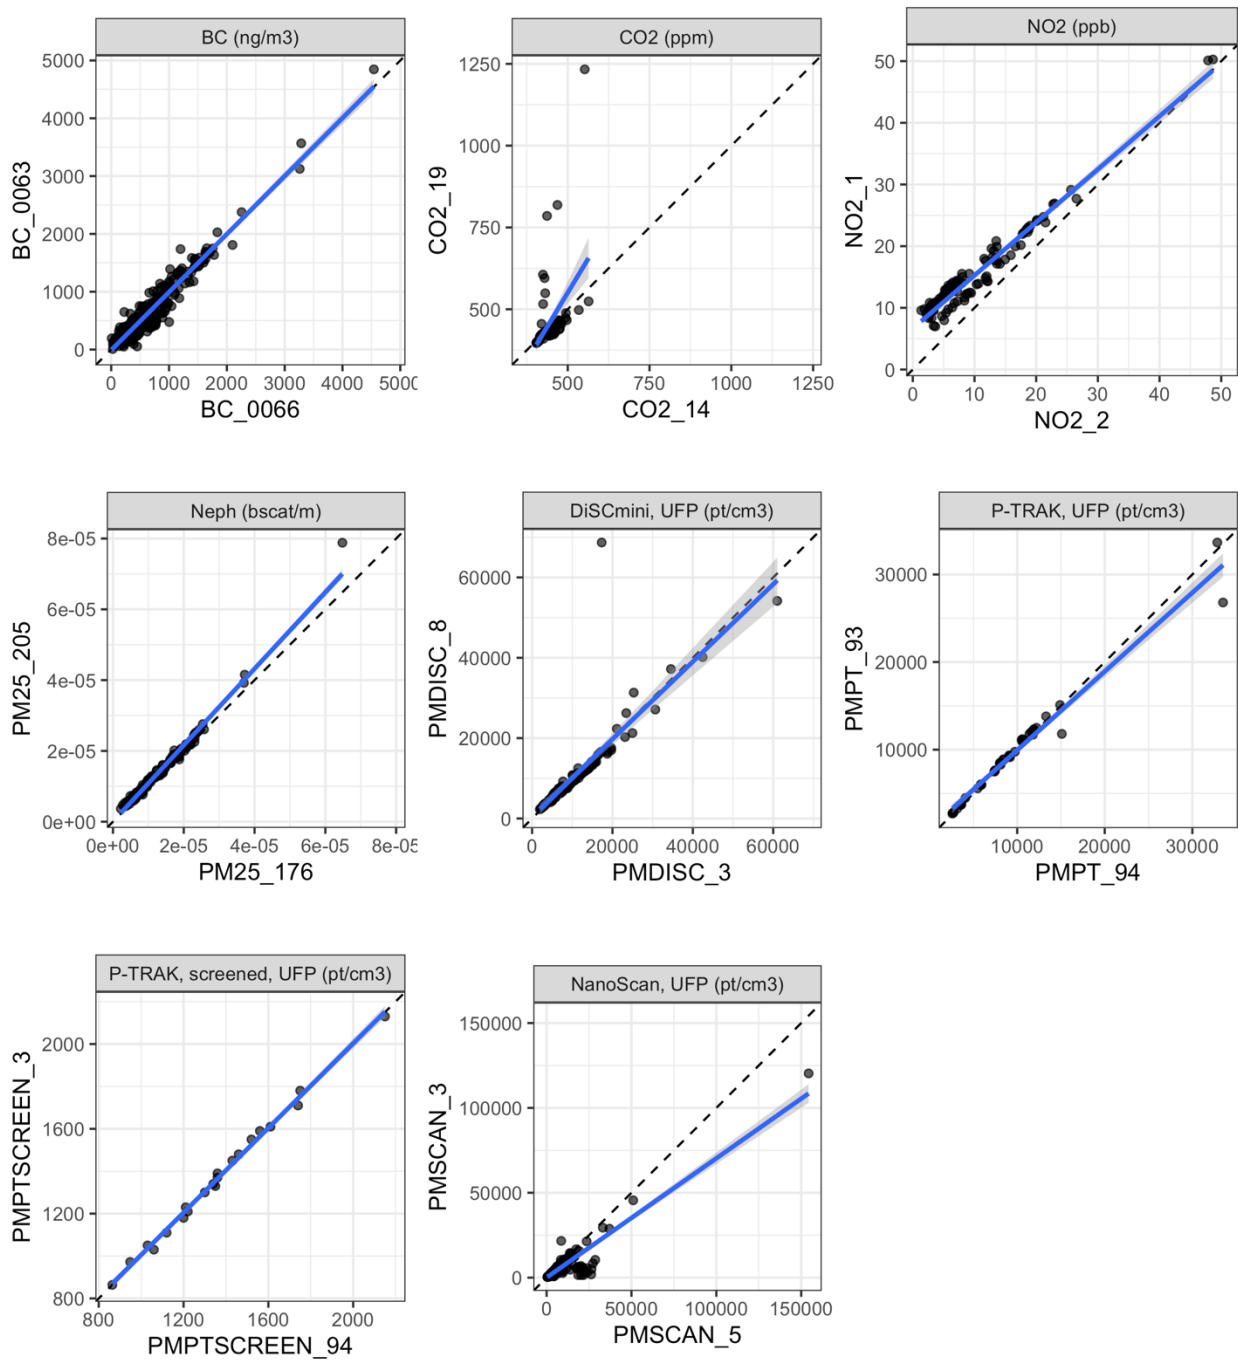 BC (ng/m3)
5000
4000
3000
2000
1000
0
BC_0063
0 1000 2000 3000 4000 5000
BC_0066
CO2 (ppm)
1250
1000
750
500
CO2_19
500 750 1000 1250
CO2_14
NO2 (ppb)
50
40
30
20
10
0
NO2_1
0 10 20 30 40 50
NO2_2
Neph (bscat/m)
8e-05
6e-05
4e-05
2e-05
0e+00
PM25_205
0e+00 2e-05 4e-05 6e-05 8e-05
PM25_176
DiSCmini, UFP (pt/cm3)
60000
40000
20000
0
PMDISC_8
0 20000 40000 60000
PMDISC_3
P-TRAK, UFP (pt/cm3)
30000
20000
10000
PMPT_93
10000 20000 30000
PMPT_94
P-TRAK, screened, UFP (pt/cm3)
2000
1600
1200
800
PMPTSCREEN_3
800 1200 1600 2000
PMPTSCREEN_94
NanoScan, UFP (pt/cm3)
150000
100000
50000
0
PMSCAN_3
0 50000 100000 150000
PMSCAN_5